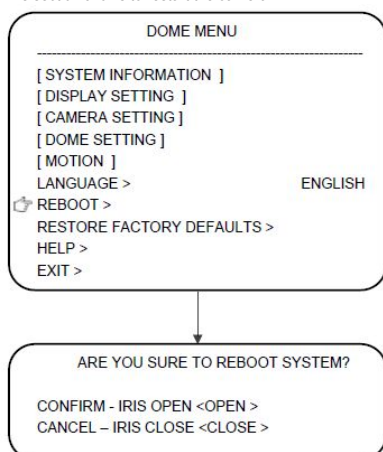 DOME MENU
[ SYSTEM INFORMATION ]
[ DISPLAY SETTING ]
[ CAMERA SETTING ]
[ DOME SETTING ]
[ MOTION ]
LANGUAGE > ENGLISH
REBOOT >
RESTORE FACTORY DEFAULTS >
HELP >
EXIT >
ARE YOU SURE TO REBOOT SYSTEM?
CONFIRM - IRIS OPEN <OPEN >
CANCEL – IRIS CLOSE <CLOSE >